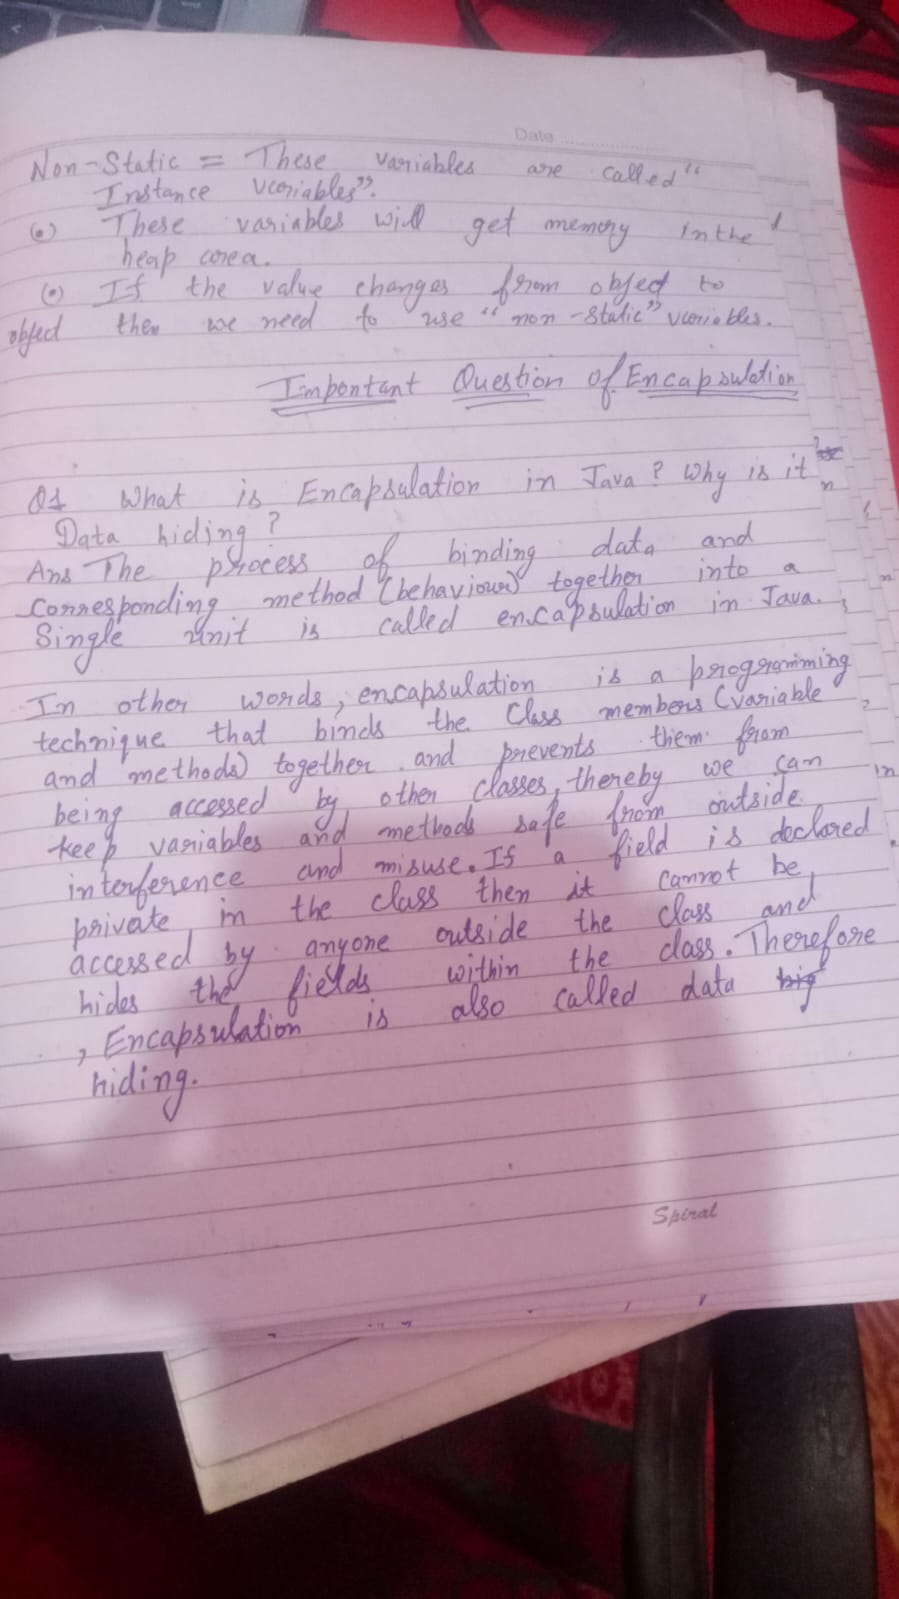 Date
Non-Static = These variables are called "
Instance variables".
(•) These variables will get memory in the
heap area.
(•) If the value changes from object to
object then we need to use "non-static" variables.
Important Question of Encapsulation
Q1 What is Encapsulation in Java? Why is it
Data hiding?
Ans The process of binding data and
corresponding method (behaviour) together into a
Single unit is called encapsulation in Java.
In other words, encapsulation is a programming
technique that binds the Class members (variable
and methods) together and prevents them from
being accessed by other classes, thereby we can
keep variables and methods safe from outside
interference and misuse. If a field is declared
private in the class then it cannot be
accessed by anyone outside the class and
hides the fields within the class. Therefore
, Encapsulation is also called data
hiding.
Spiral